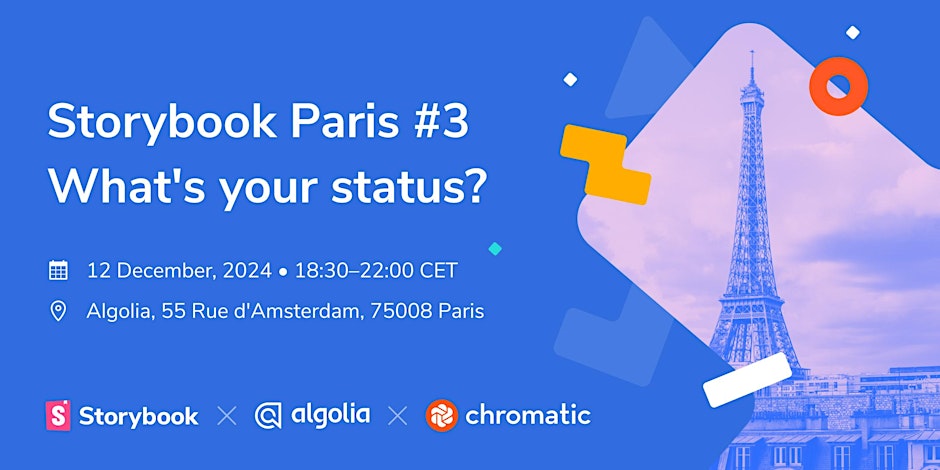 Storybook Paris #3
What's your status?
12 December, 2024 • 18:30–22:00 CET
Algolia, 55 Rue d'Amsterdam, 75008 Paris
S Storybook × algolia × chromatic